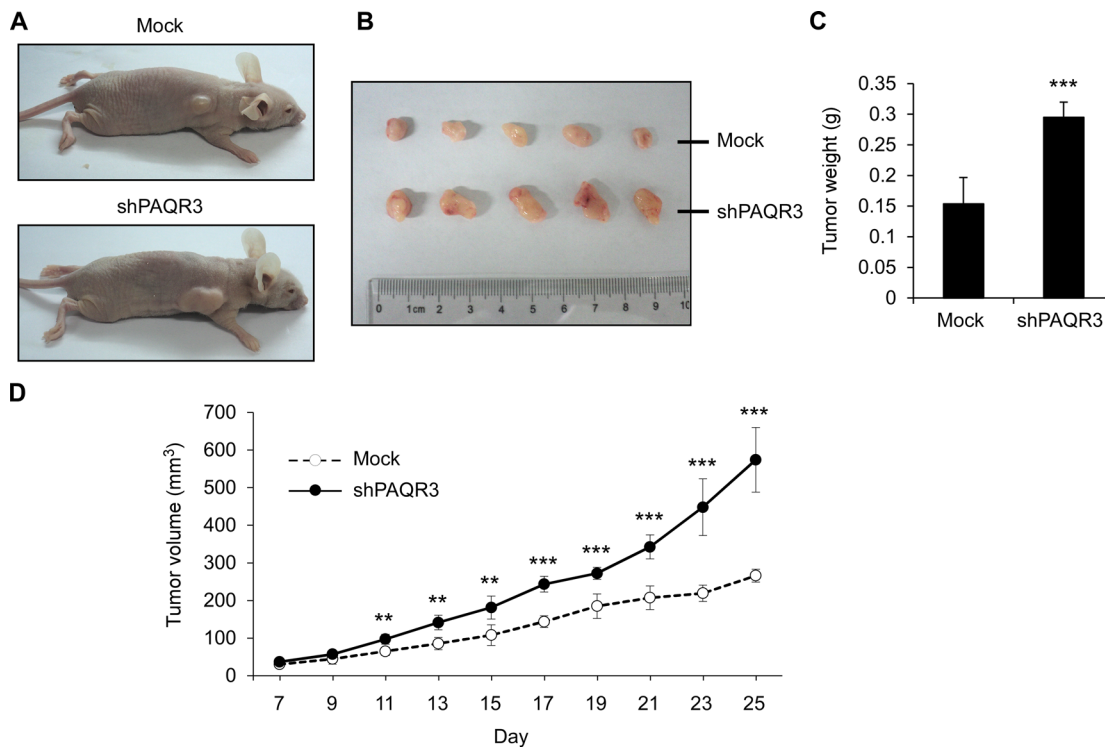 A
Mock
shPAQR3
B
Mock
shPAQR3
0 1cm 2 3 4 5 6 7 8 9 10
C
***
Tumor weight (g)
0.35
0.3
0.25
0.2
0.15
0.1
0.05
0
Mock shPAQR3
D
Tumor volume (mm³)
700
600
500
400
300
200
100
0
Mock
shPAQR3
** ** ** *** *** *** *** ***
7 9 11 13 15 17 19 21 23 25
Day